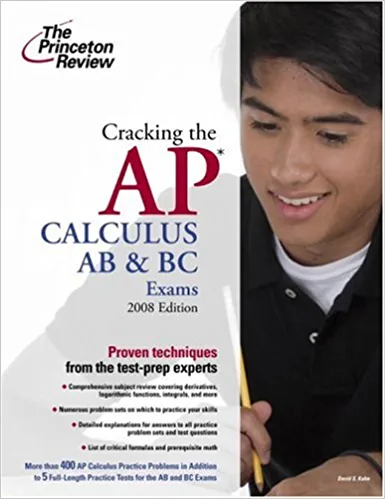 The
Princeton
Review
Cracking the
AP*
CALCULUS
AB & BC
Exams
2008 Edition
Proven techniques
from the test-prep experts
• Comprehensive subject review covering derivatives,
logarithmic functions, integrals, and more
• Numerous problem sets on which to practice your skills
• Detailed explanations for answers to all practice
problem sets and test questions
• List of critical formulas and prerequisite math
More than 400 AP Calculus Practice Problems in Addition
to 5 Full-Length Practice Tests for the AB and BC Exams
David S. Kahn